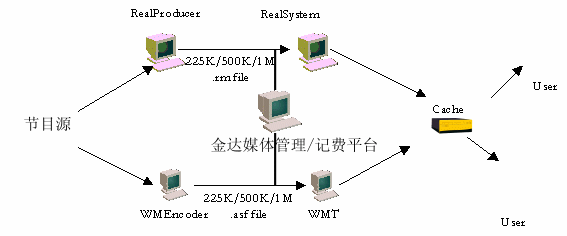 RealProducer
RealSystem
225K/500K/1M
.rm file
User
Cache
节目源
金达媒体管理/记费平台
225K/500K/1M
.asf file
WMEncoder
WMT
User